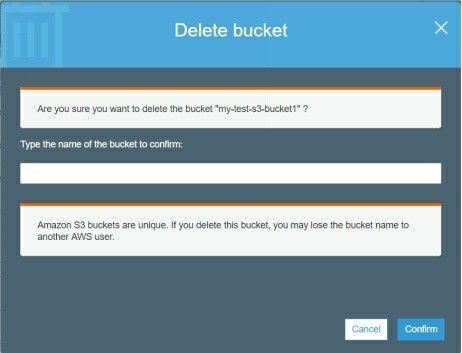 Delete bucket
Are you sure you want to delete the bucket "my-test-s3-bucket1" ?
Type the name of the bucket to confirm:
Amazon S3 buckets are unique. If you delete this bucket, you may lose the bucket name to
another AWS user.
Cancel Confirm